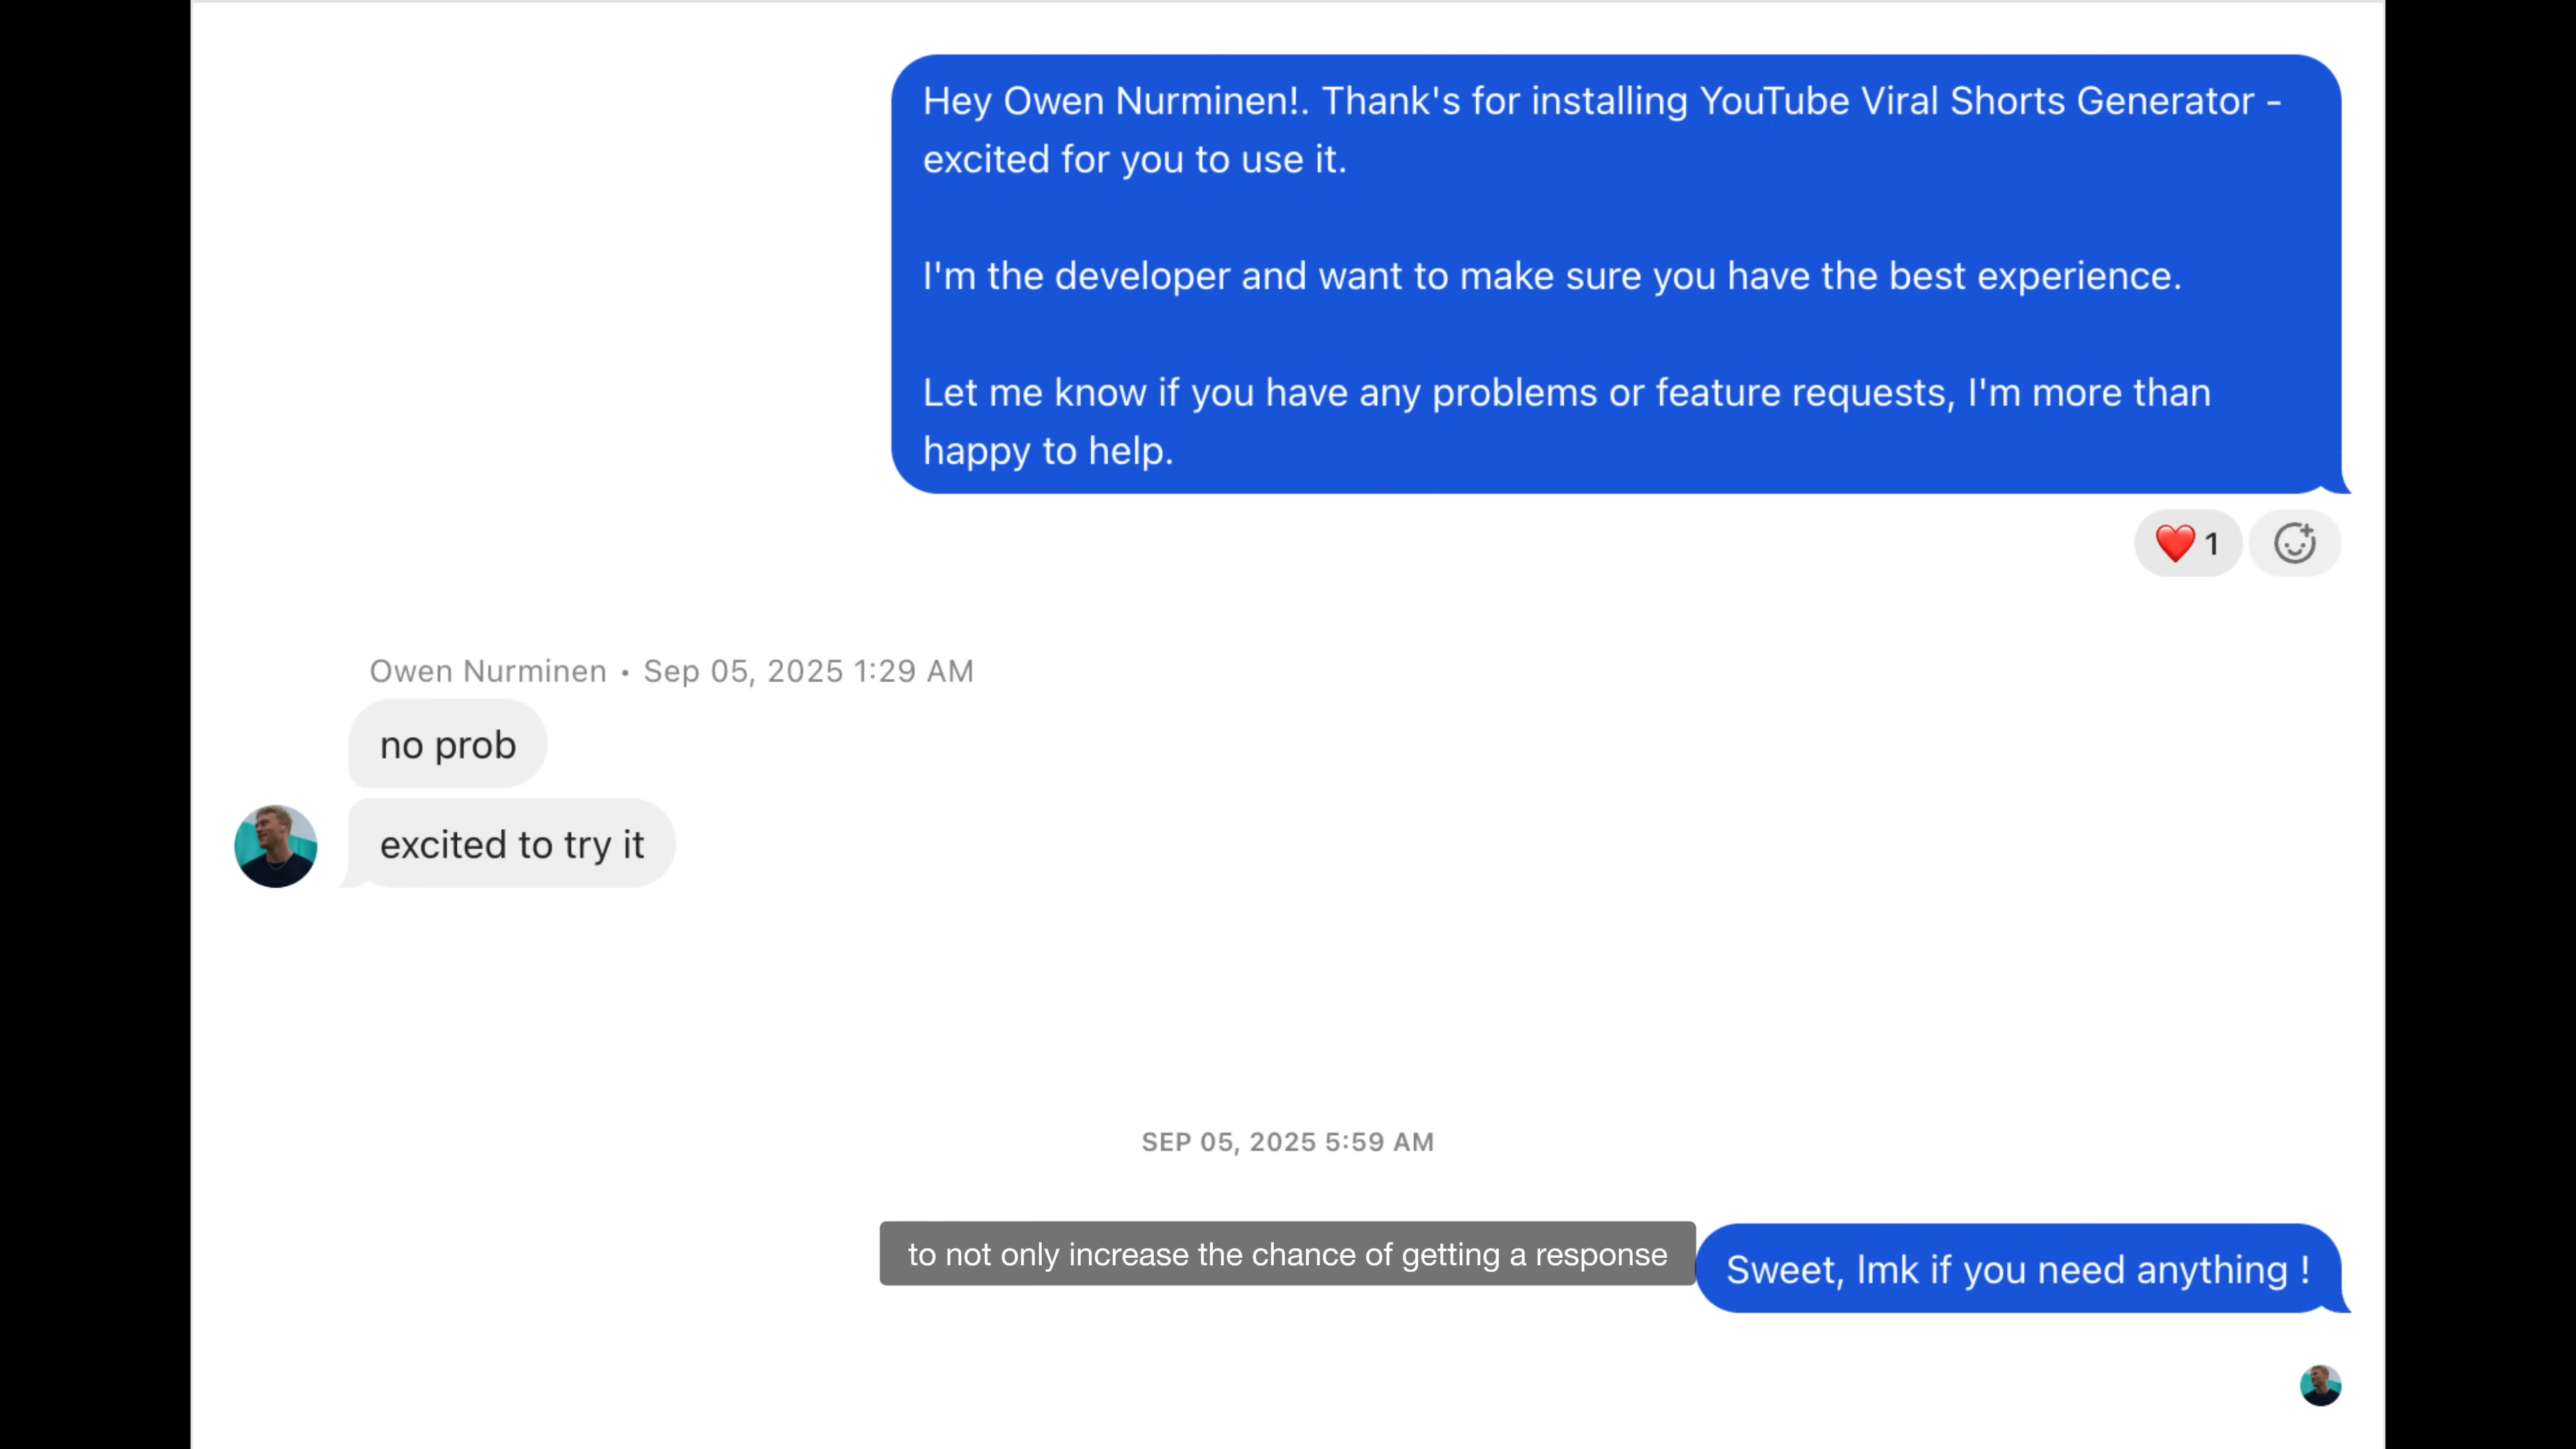 Hey Owen Nurminen!. Thank's for installing YouTube Viral Shorts Generator -
excited for you to use it.
I'm the developer and want to make sure you have the best experience.
Let me know if you have any problems or feature requests, I'm more than
happy to help.
❤️ 1
Owen Nurminen • Sep 05, 2025 1:29 AM
no prob
excited to try it
SEP 05, 2025 5:59 AM
to not only increase the chance of getting a response
Sweet, lmk if you need anything !